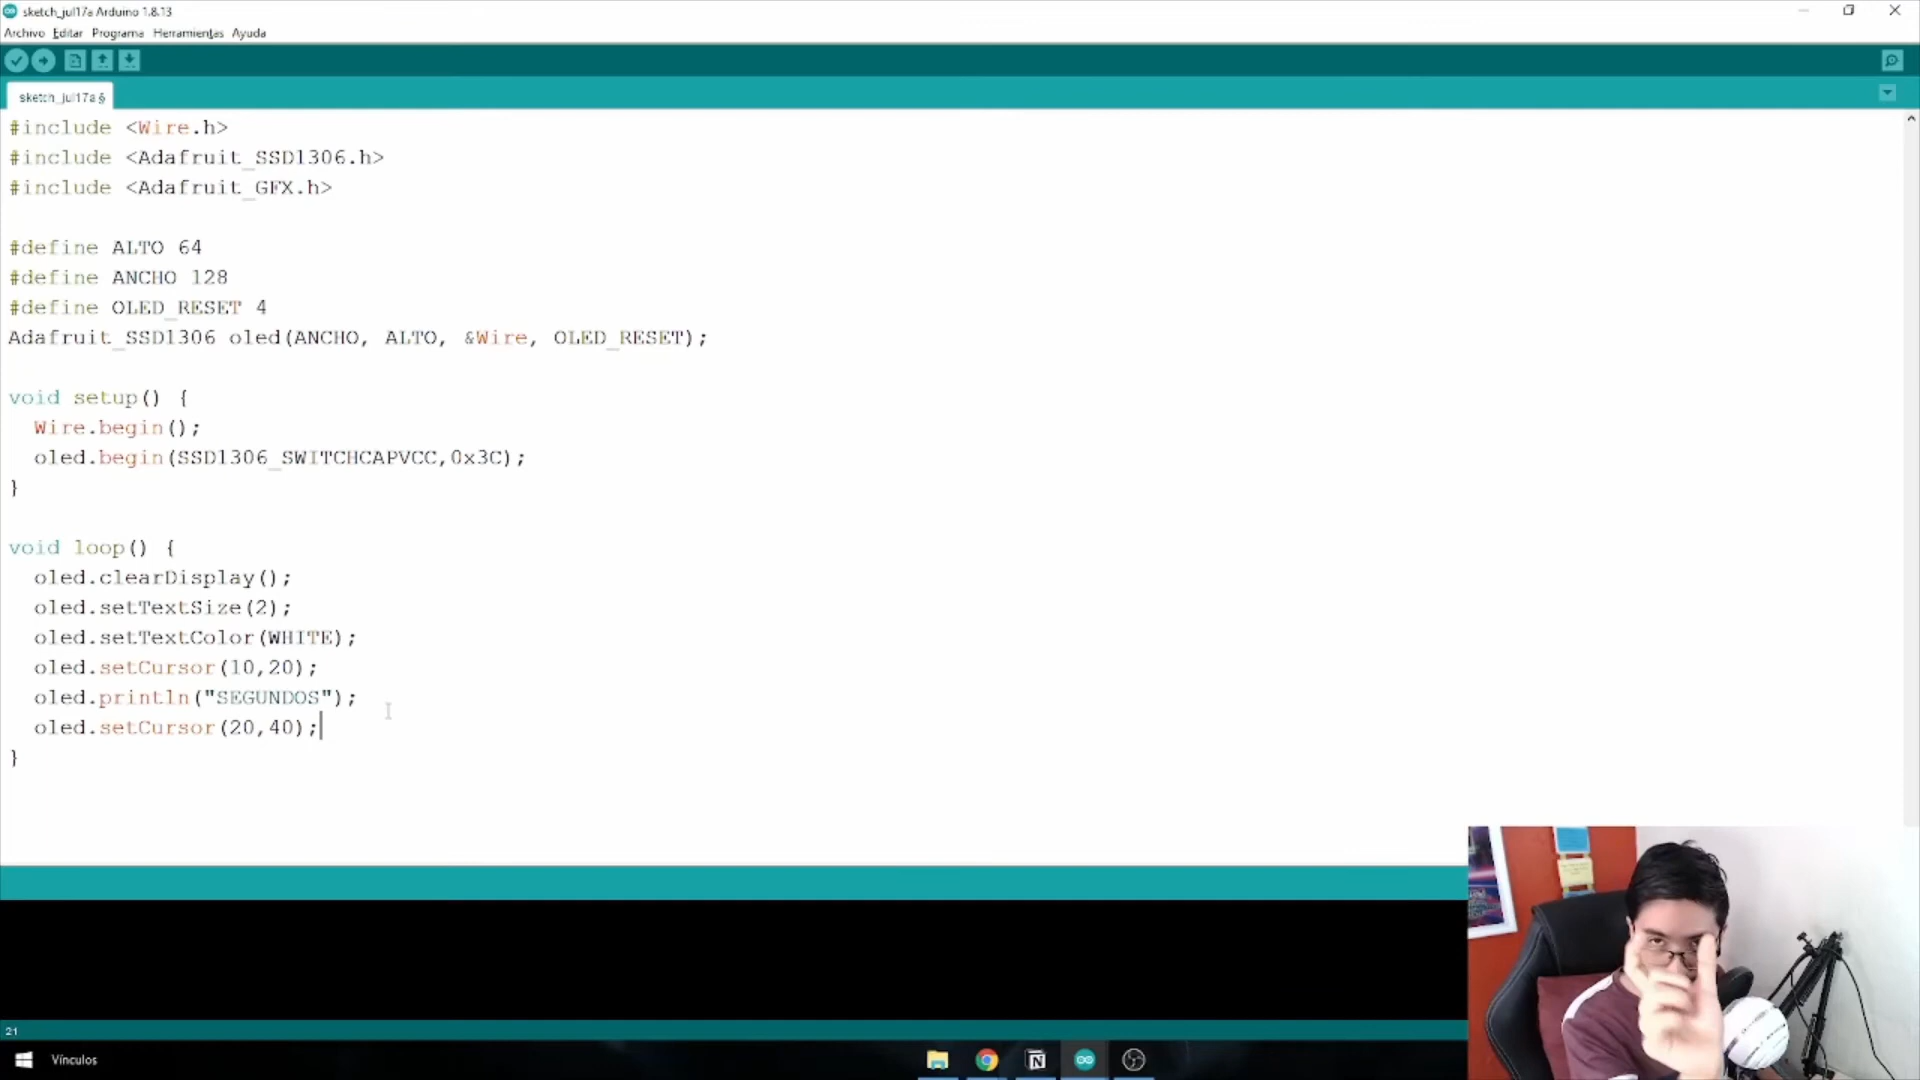 sketch_jul17a Arduino 1.8.13
Archivo Editar Programa Herramientas Ayuda
sketch_jul17a §
#include <Wire.h>
#include <Adafruit_SSD1306.h>
#include <Adafruit_GFX.h>
#define ALTO 64
#define ANCHO 128
#define OLED_RESET 4
Adafruit_SSD1306 oled(ANCHO, ALTO, &Wire, OLED_RESET);
void setup() {
Wire.begin();
oled.begin(SSD1306_SWITCHCAPVCC,0x3C);
}
void loop() {
oled.clearDisplay();
oled.setTextSize(2);
oled.setTextColor(WHITE);
oled.setCursor(10,20);
oled.println("SEGUNDOS");
oled.setCursor(20,40);
}
21
Vínculos